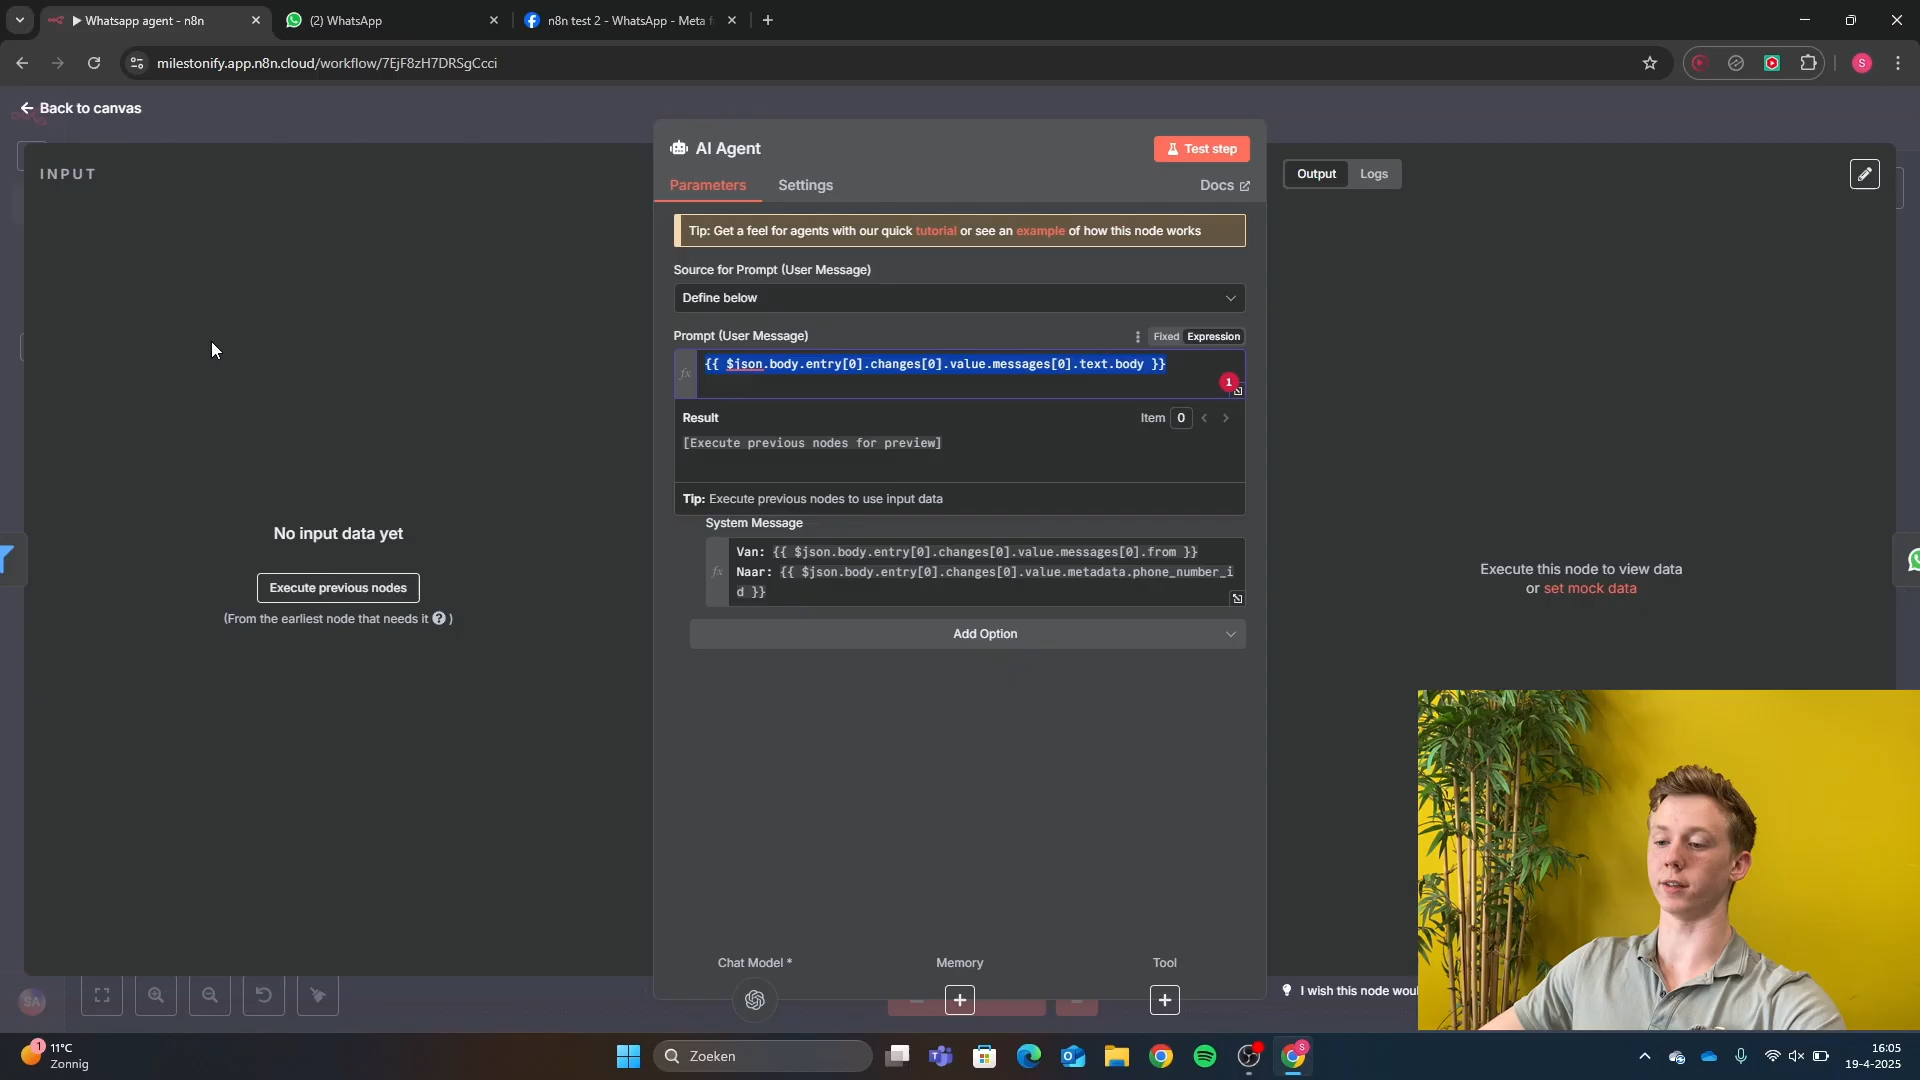 Whatsapp agent - n8n
(2) WhatsApp
n8n test 2 - WhatsApp - Meta f
milestonify.app.n8n.cloud/workflow/7EjF8zH7DRSgCcci
S
Back to canvas
INPUT
AI Agent
Test step
Parameters
Settings
Docs
Output
Logs
Tip: Get a feel for agents with our quick tutorial or see an example of how this node works
Source for Prompt (User Message)
Define below
Prompt (User Message)
Fixed
Expression
fx
{{ $json.body.entry[0].changes[0].value.messages[0].text.body }}
1
Result
Item 0
[Execute previous nodes for preview]
Tip: Execute previous nodes to use input data
System Message
fx
Van: {{ $json.body.entry[0].changes[0].value.messages[0].from }}
Naar: {{ $json.body.entry[0].changes[0].value.metadata.phone_number_i
d }}
Add Option
No input data yet
Execute previous nodes
(From the earliest node that needs it ? )
Execute this node to view data
or set mock data
Chat Model *
Memory
Tool
I wish this node woul
SA
1
11°C
Zonnig
Zoeken
S
16:05
19-4-2025